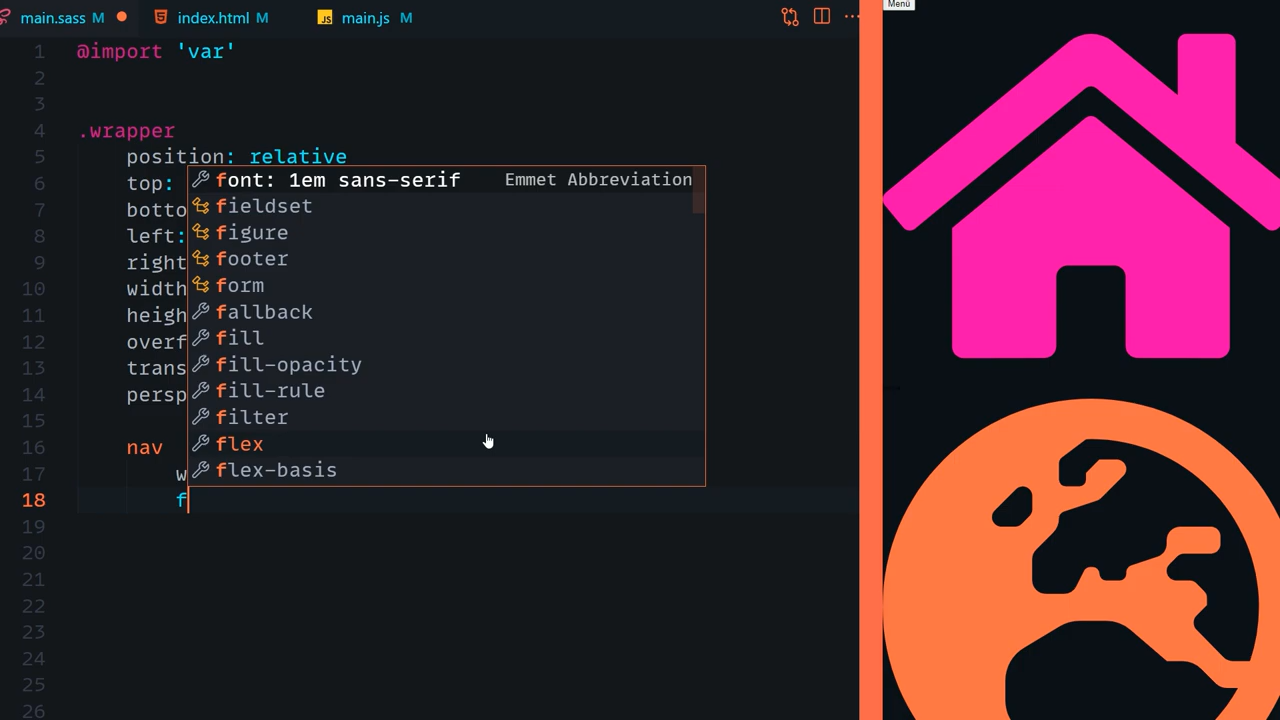 main.sass M
index.html M
JS main.js M
Menü
1 @import 'var'
2
3
4 .wrapper
5 position: relative
6 top:
7 botto
8 left:
9 right
10 width
11 heigh
12 overf
13 trans
14 persp
15
16 nav
17 w
18 f
19
20
21
22
23
24
25
26
font: 1em sans-serif Emmet Abbreviation
fieldset
figure
footer
form
fallback
fill
fill-opacity
fill-rule
filter
flex
flex-basis